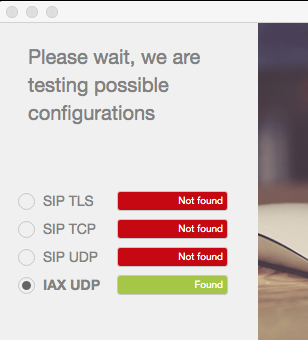 Please wait, we are
testing possible
configurations
SIP TLS Not found
SIP TCP Not found
SIP UDP Not found
IAX UDP Found